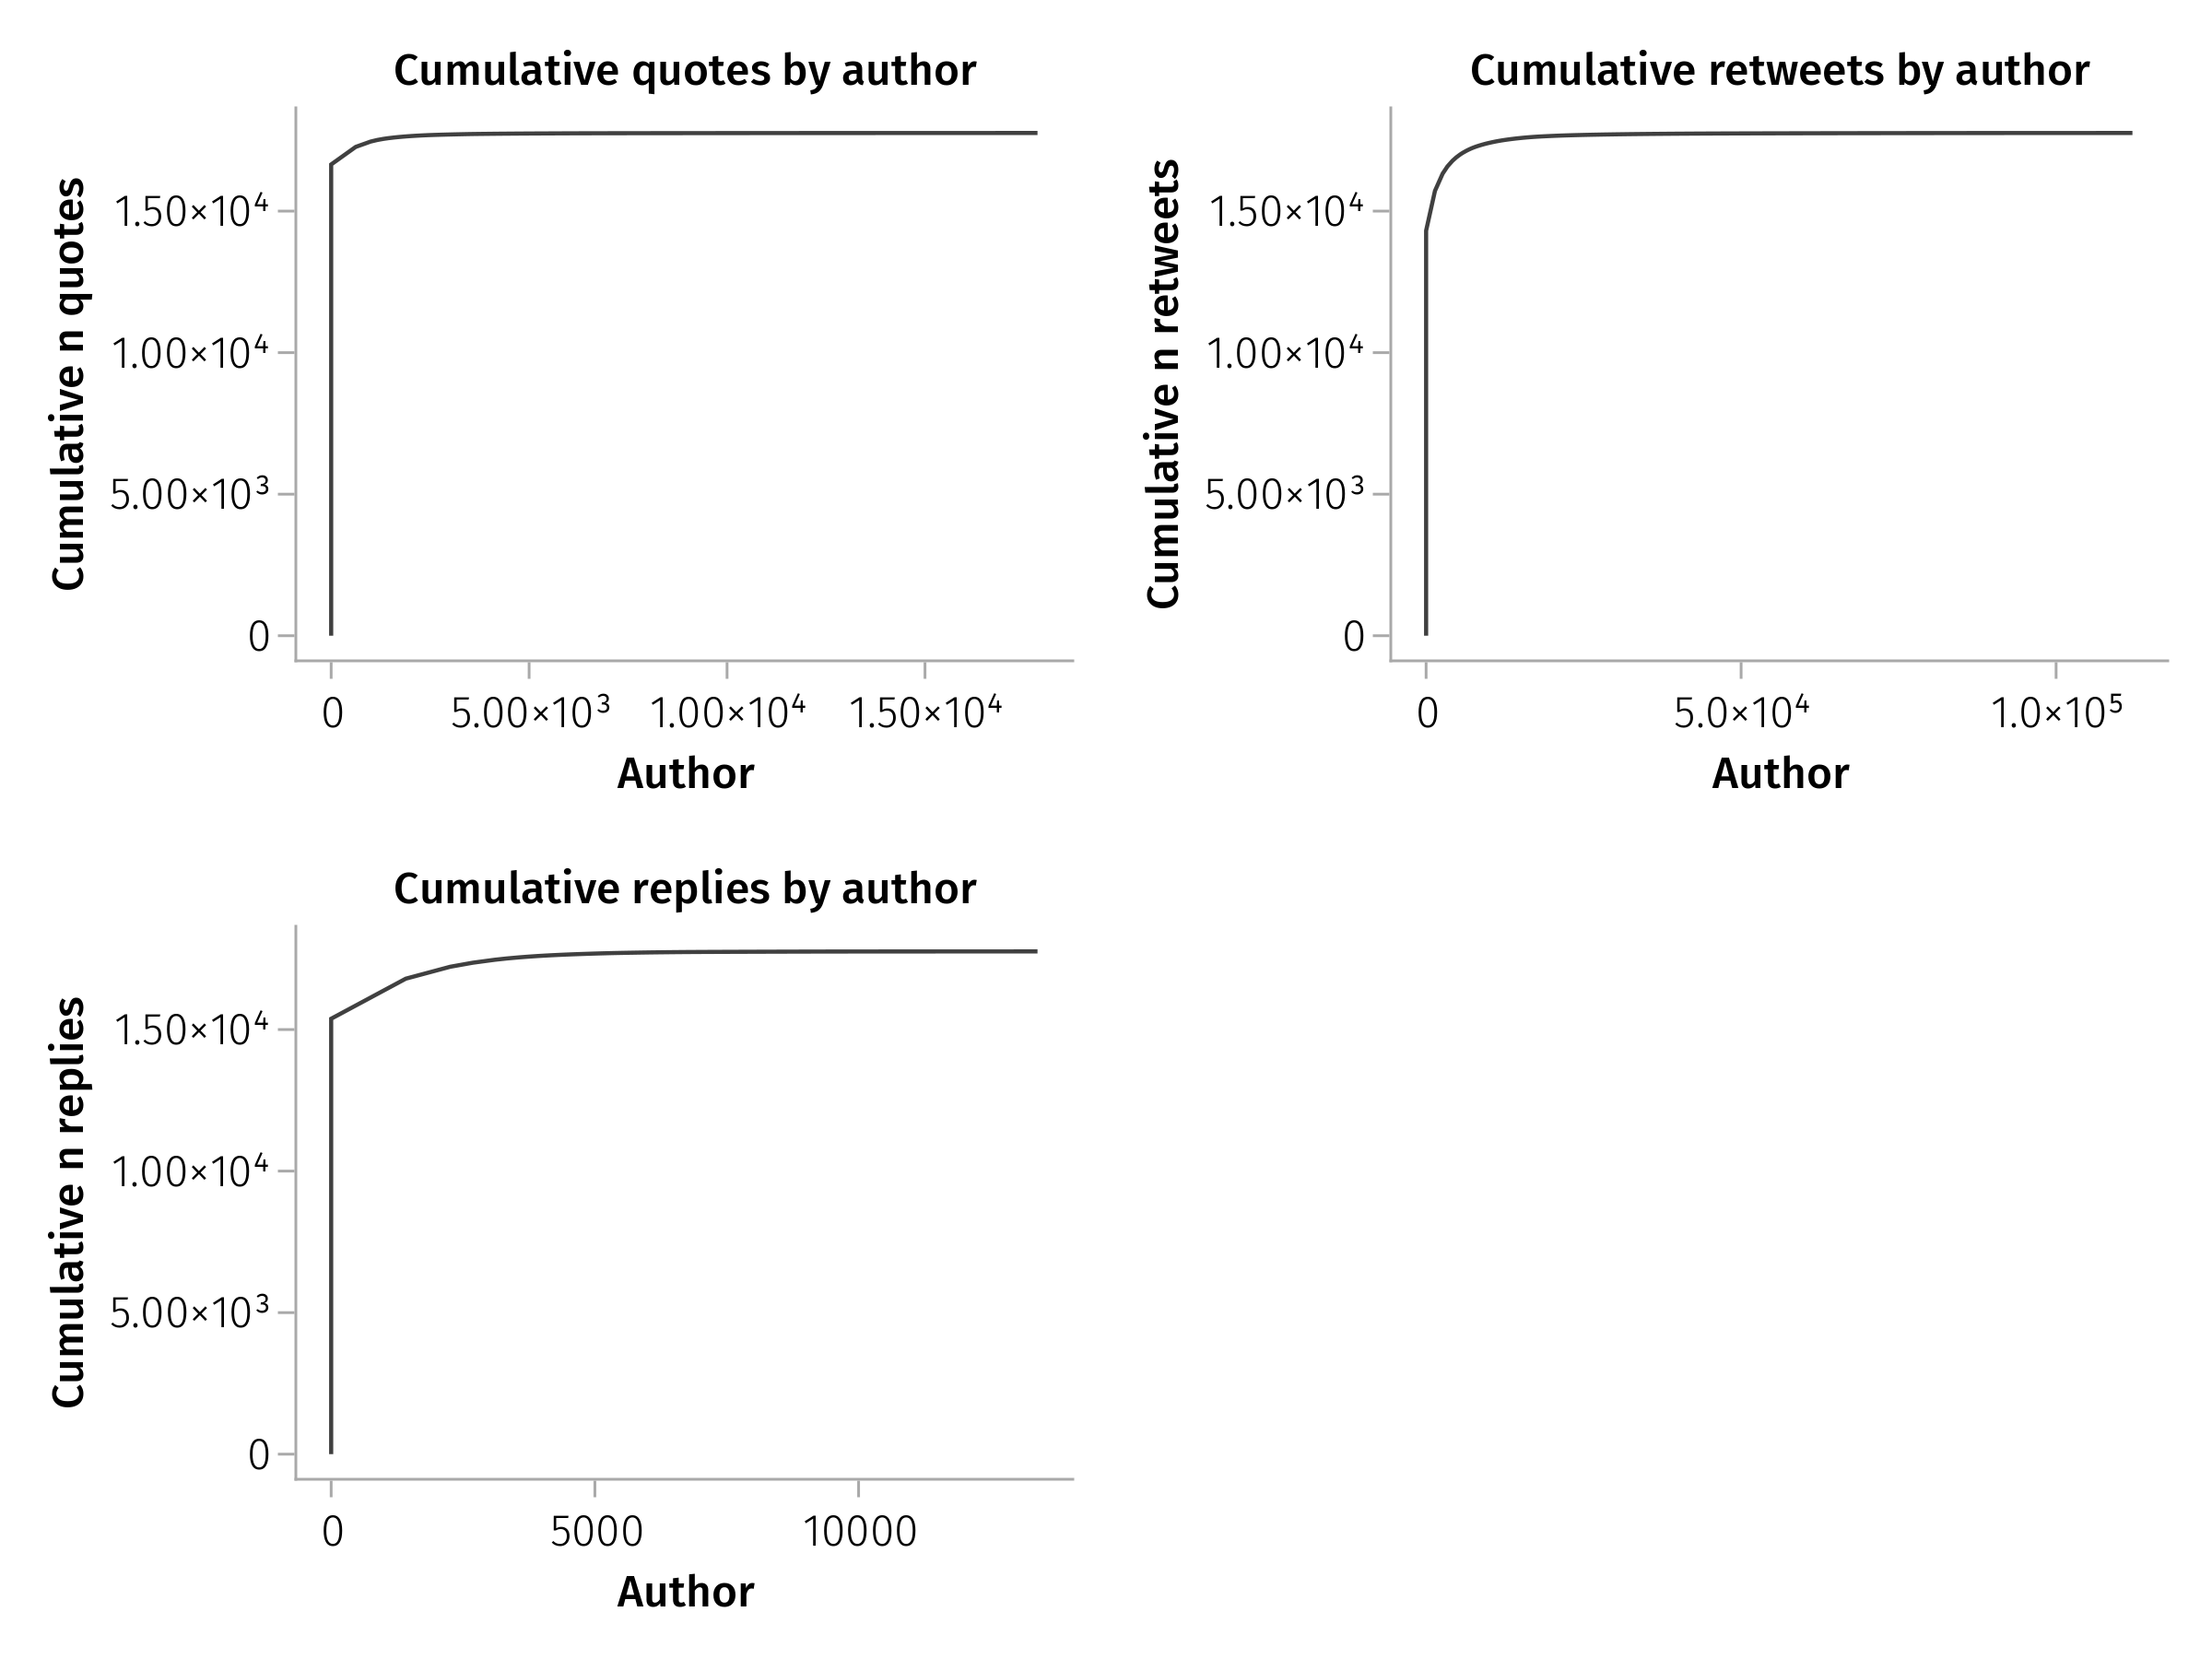 Cumulative quotes by author
Cumulative n quotes
1.50×10⁴
1.00×10⁴
5.00×10³
0
0 5.00×10³ 1.00×10⁴ 1.50×10⁴
Author
Cumulative retweets by author
Cumulative n retweets
1.50×10⁴
1.00×10⁴
5.00×10³
0
0 5.0×10⁴ 1.0×10⁵
Author
Cumulative replies by author
Cumulative n replies
1.50×10⁴
1.00×10⁴
5.00×10³
0
0 5000 10000
Author